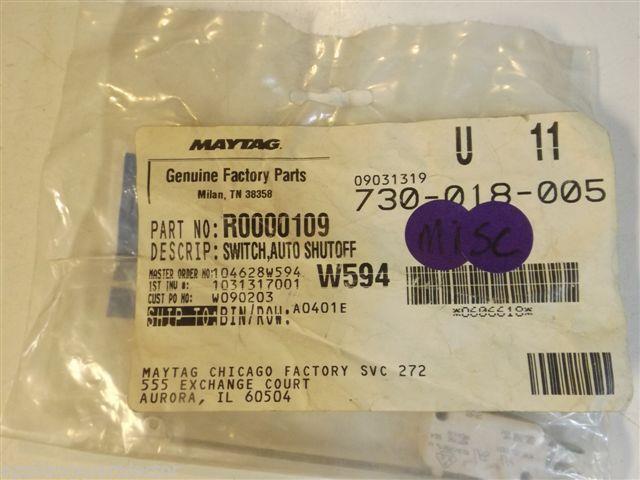 MAYTAG
U 11
Genuine Factory Parts
Milan, TN 38358
09031319
730-018-005
PART NO: R0000109
MISC
DESCRIP: SWITCH,AUTO SHUTOFF
MASTER ORDER NO: 104628W594
W594
1ST INV #: 1031317001
CUST PO NO: W090203
SHIP TO: BIN/ROW: A0401E
*0606618*
MAYTAG CHICAGO FACTORY SVC 272
555 EXCHANGE COURT
AURORA, IL 60504